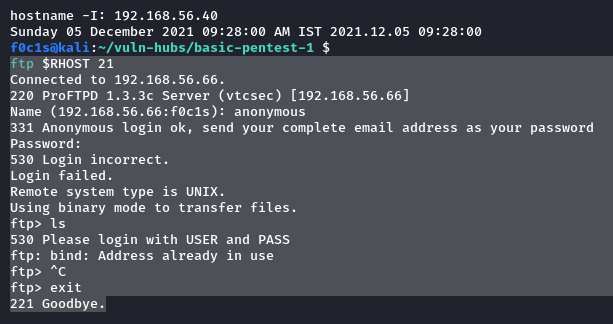 hostname -I: 192.168.56.40
Sunday 05 December 2021 09:28:00 AM IST 2021.12.05 09:28:00
f0c1s@kali:~/vuln-hubs/basic-pentest-1 $
ftp $RHOST 21
Connected to 192.168.56.66.
220 ProFTPD 1.3.3c Server (vtcsec) [192.168.56.66]
Name (192.168.56.66:f0c1s): anonymous
331 Anonymous login ok, send your complete email address as your password
Password:
530 Login incorrect.
Login failed.
Remote system type is UNIX.
Using binary mode to transfer files.
ftp> ls
530 Please login with USER and PASS
ftp: bind: Address already in use
ftp> ^C
ftp> exit
221 Goodbye.